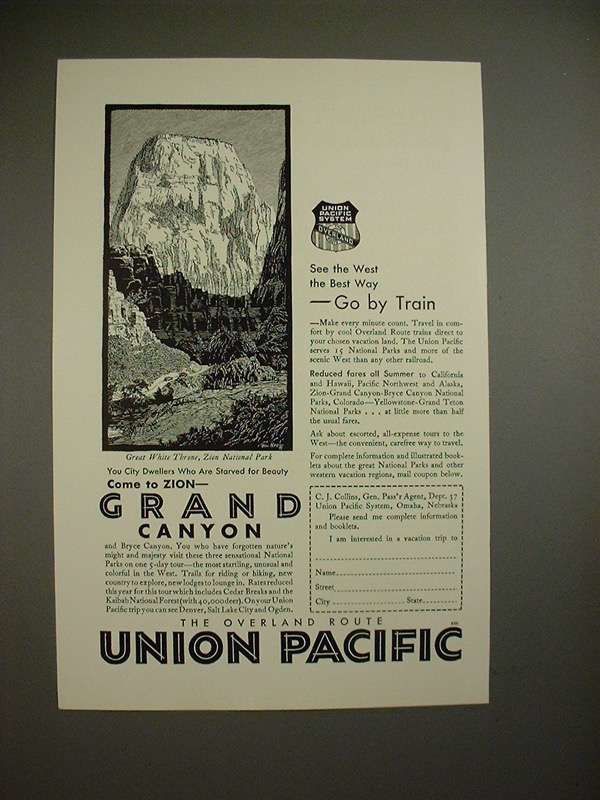 Great White Throne, Zion National Park
You City Dwellers Who Are Starved for Beauty
Come to ZION—
GRAND
CANYON
and Bryce Canyon. You who have forgotten nature's
might and majesty visit these three sensational National
Parks on one 5-day tour—the most startling, unusual and
colorful in the West. Trails for riding or hiking, new
country to explore, new lodges to lounge in. Rates reduced
this year for this tour which includes Cedar Breaks and the
Kaibab National Forest (with 40,000 deer). On your Union
Pacific trip you can see Denver, Salt Lake City and Ogden.
UNION
PACIFIC
SYSTEM
OVERLAND
See the West
the Best Way
—Go by Train
—Make every minute count. Travel in com-
fort by cool Overland Route trains direct to
your chosen vacation land. The Union Pacific
serves 15 National Parks and more of the
scenic West than any other railroad.
Reduced fares all Summer to California
and Hawaii, Pacific Northwest and Alaska,
Zion-Grand Canyon-Bryce Canyon National
Parks, Colorado—Yellowstone-Grand Teton
National Parks . . . at little more than half
the usual fares.
Ask about escorted, all-expense tours to the
West—the convenient, carefree way to travel.
For complete information and illustrated book-
lets about the great National Parks and other
western vacation regions, mail coupon below.
C. J. Collins, Gen. Pass'r Agent, Dept. 37
Union Pacific System, Omaha, Nebraska
Please send me complete information
and booklets.
I am interested in a vacation trip to
Name
Street
City State
THE OVERLAND ROUTE
UNION PACIFIC